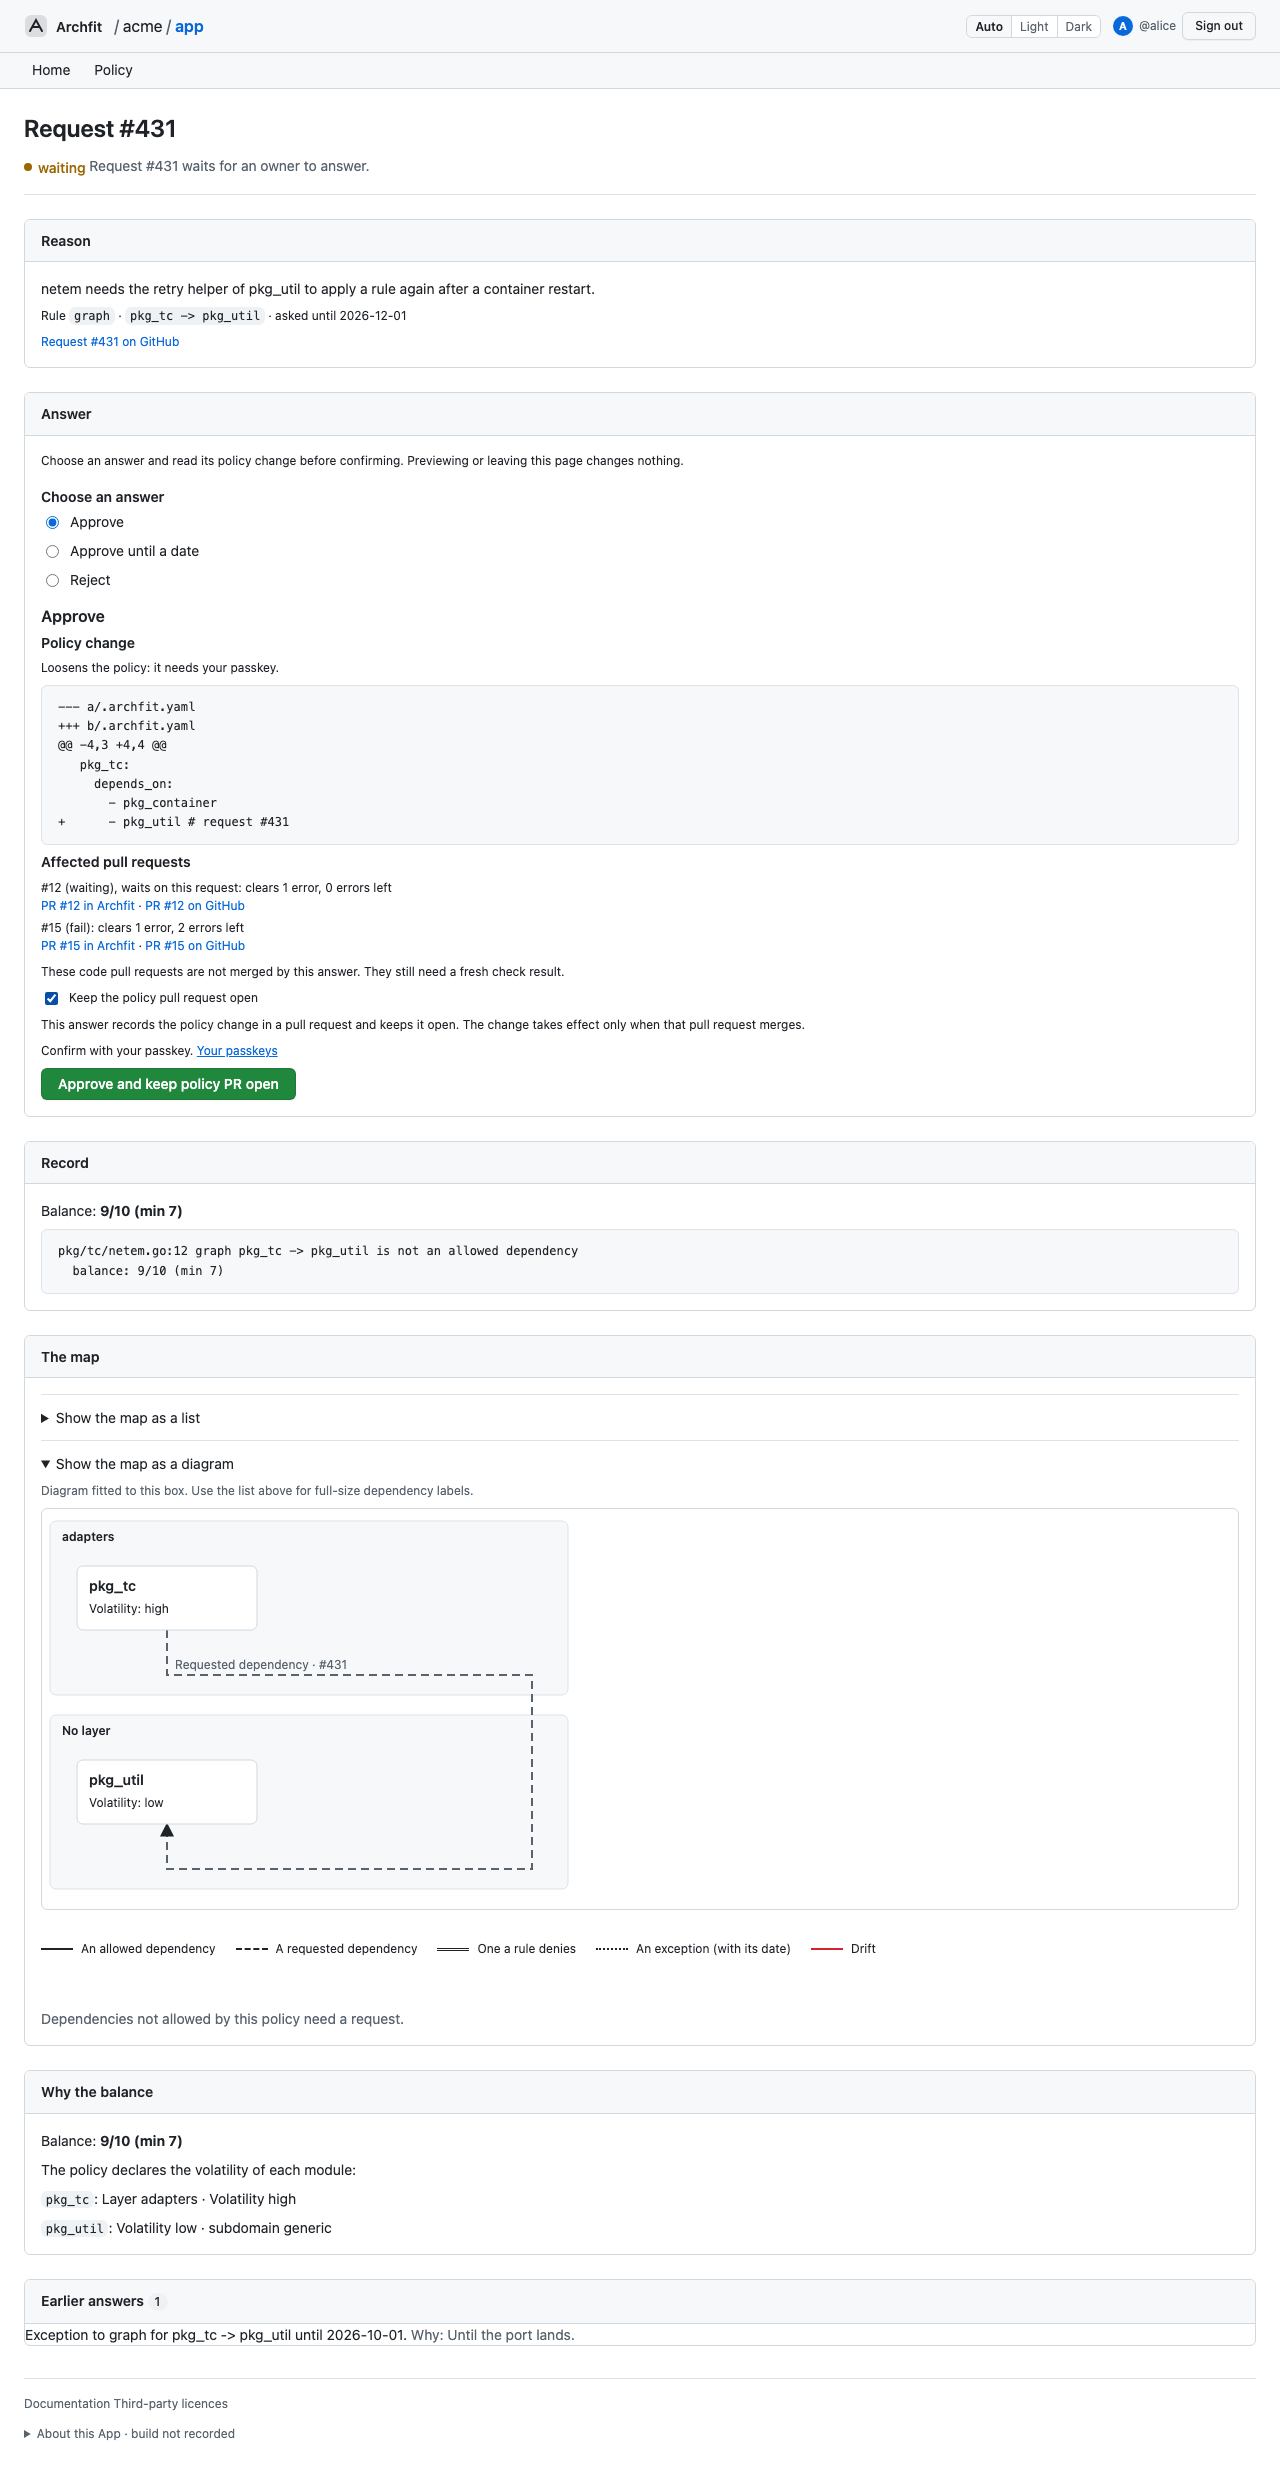 Archfit / acme / app
Auto Light Dark A @alice Sign out
Home Policy
Request #431
waiting Request #431 waits for an owner to answer.
Reason
netem needs the retry helper of pkg_util to apply a rule again after a container restart.
Rule graph · pkg_tc -> pkg_util · asked until 2026-12-01
Request #431 on GitHub
Answer
Choose an answer and read its policy change before confirming. Previewing or leaving this page changes nothing.
Choose an answer
Approve
Approve until a date
Reject
Approve
Policy change
Loosens the policy: it needs your passkey.
--- a/.archfit.yaml
+++ b/.archfit.yaml
@@ -4,3 +4,4 @@
   pkg_tc:
     depends_on:
       - pkg_container
+      - pkg_util # request #431
Affected pull requests
#12 (waiting), waits on this request: clears 1 error, 0 errors left
PR #12 in Archfit · PR #12 on GitHub
#15 (fail): clears 1 error, 2 errors left
PR #15 in Archfit · PR #15 on GitHub
These code pull requests are not merged by this answer. They still need a fresh check result.
Keep the policy pull request open
This answer records the policy change in a pull request and keeps it open. The change takes effect only when that pull request merges.
Confirm with your passkey. Your passkeys
Approve and keep policy PR open
Record
Balance: 9/10 (min 7)
pkg/tc/netem.go:12 graph pkg_tc -> pkg_util is not an allowed dependency
  balance: 9/10 (min 7)
The map
Show the map as a list
Show the map as a diagram
Diagram fitted to this box. Use the list above for full-size dependency labels.
adapters
pkg_tc
Volatility: high
Requested dependency · #431
No layer
pkg_util
Volatility: low
An allowed dependency A requested dependency One a rule denies An exception (with its date) Drift
Dependencies not allowed by this policy need a request.
Why the balance
Balance: 9/10 (min 7)
The policy declares the volatility of each module:
pkg_tc: Layer adapters · Volatility high
pkg_util: Volatility low · subdomain generic
Earlier answers 1
Exception to graph for pkg_tc -> pkg_util until 2026-10-01. Why: Until the port lands.
Documentation Third-party licences
About this App · build not recorded